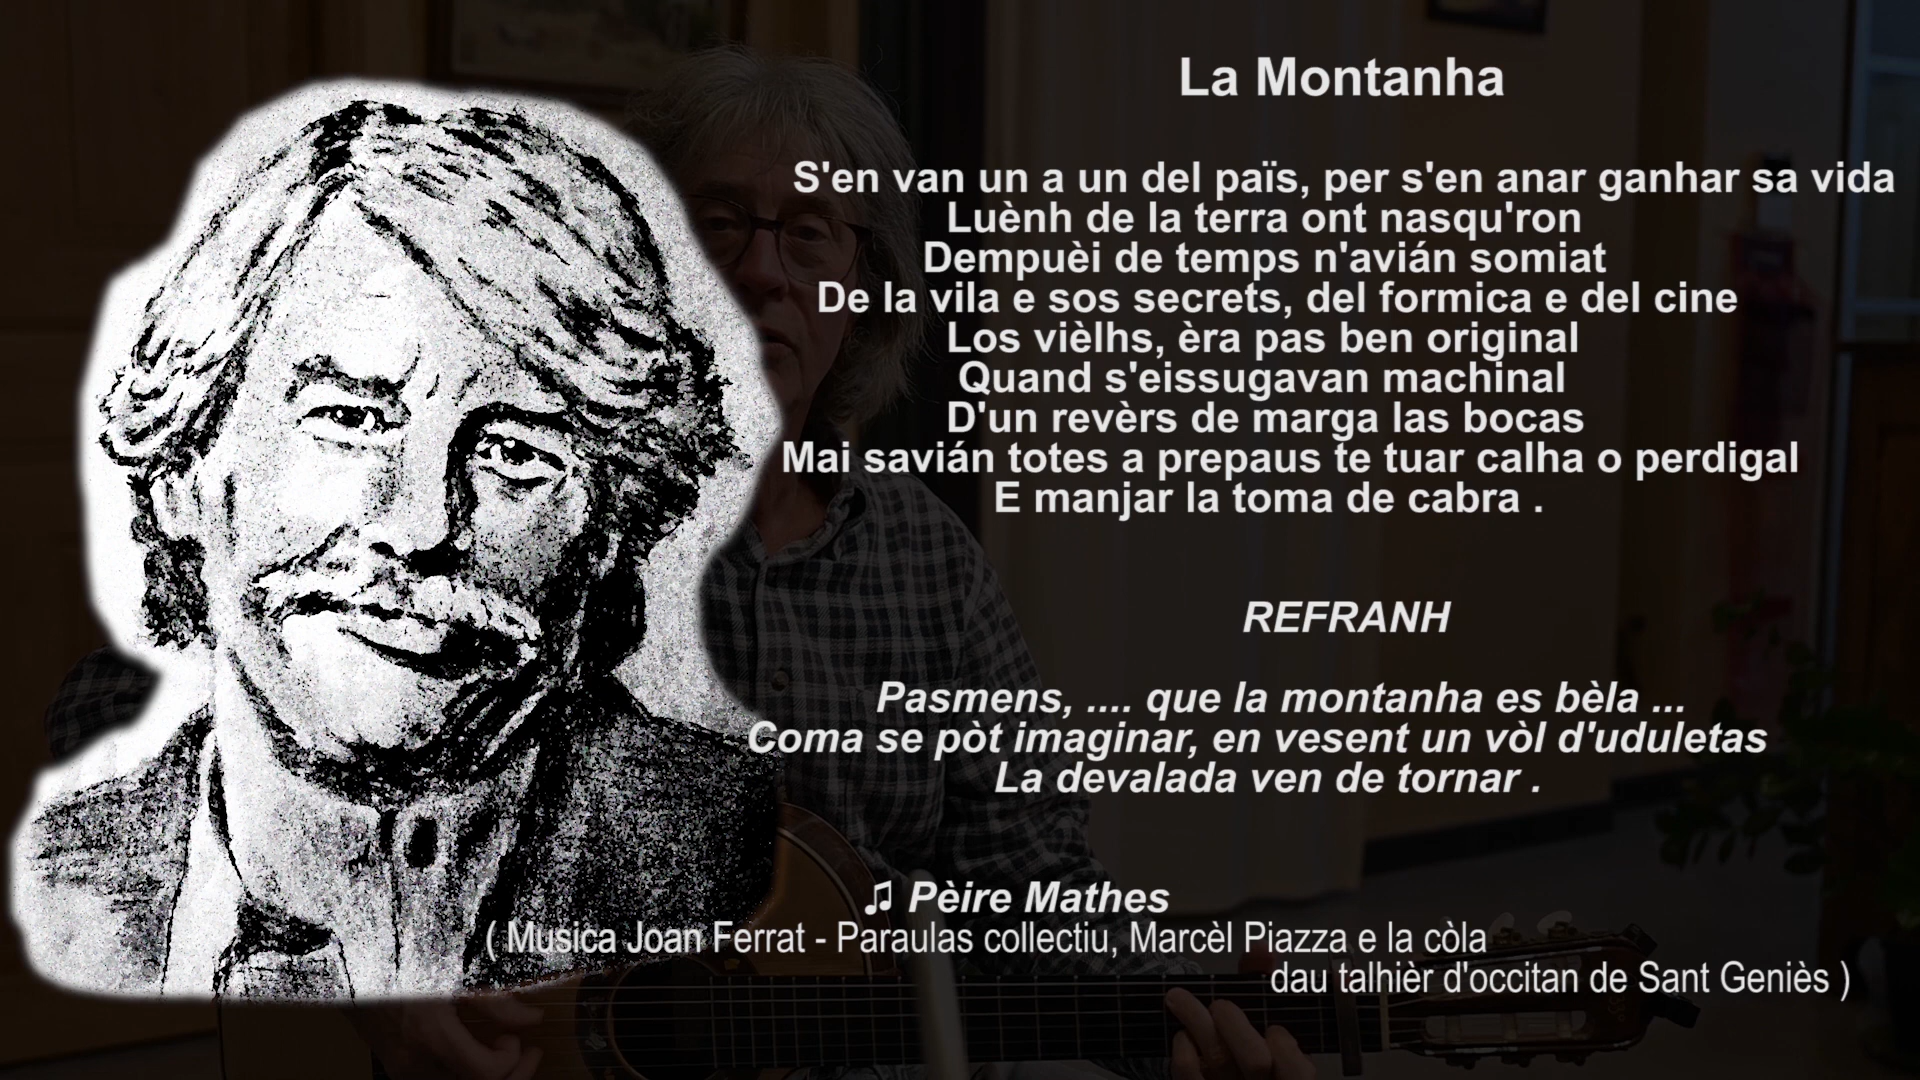 La Montanha
S'en van un a un del païs, per s'en anar ganhar sa vida
Luènh de la terra ont nasqu'ron
Dempuèi de temps n'avián somiat
De la vila e sos secrets, del formica e del cine
Los vièlhs, èra pas ben original
Quand s'eissugavan machinal
D'un revèrs de marga las bocas
Mai savián totes a prepaus te tuar calha o perdigal
E manjar la toma de cabra .
REFRANH
Pasmens, .... que la montanha es bèla ...
Coma se pòt imaginar, en vesent un vòl d'uduletas
La devalada ven de tornar .
♫ Pèire Mathes
( Musica Joan Ferrat - Paraulas collectiu, Marcèl Piazza e la còla
dau talhièr d'occitan de Sant Geniès )